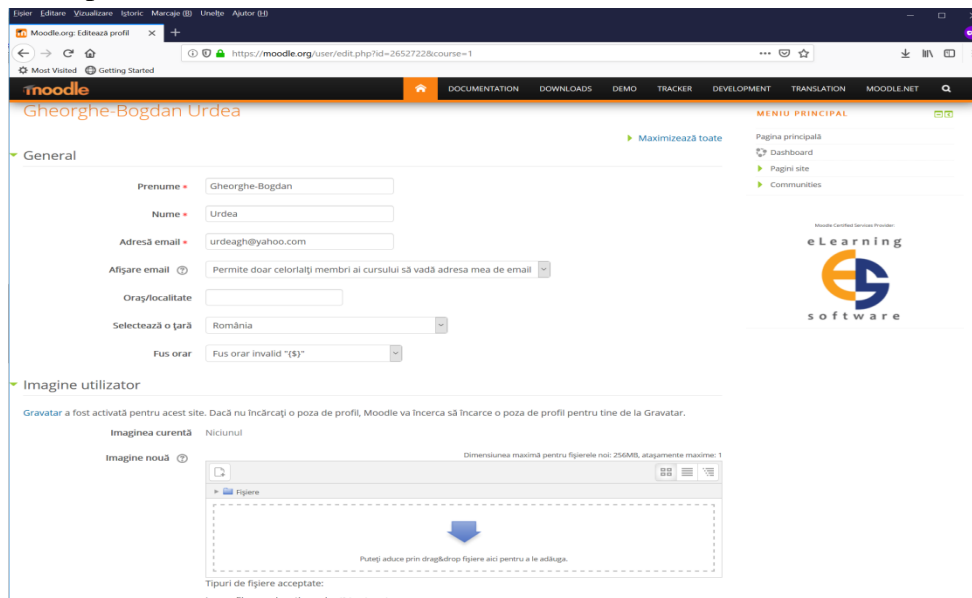 Fișier Editare Vizualizare Istoric Marcaje (B) Unelte Ajutor (H)
Moodle.org: Editează profil
https://moodle.org/user/edit.php?id=2652722&course=1
Most Visited Getting Started
moodle DOCUMENTATION DOWNLOADS DEMO TRACKER DEVELOPMENT TRANSLATION MOODLE.NET
Gheorghe-Bogdan Urdea
Maximizează toate
General
Prenume Gheorghe-Bogdan
Nume Urdea
Adresă email urdeagh@yahoo.com
Afișare email Permite doar celorlalți membri ai cursului să vadă adresa mea de email
Oraș/localitate
Selectează o țară România
Fus orar Fus orar invalid "{$}"
Imagine utilizator
Gravatar a fost activată pentru acest site. Dacă nu încărcați o poza de profil, Moodle va încerca să încarce o poza de profil pentru tine de la Gravatar.
Imaginea curentă Niciunul
Imagine nouă
Dimensiunea maximă pentru fișierele noi: 256MB, atașamente maxime: 1
Fișiere
Puteți aduce prin drag&drop fișiere aici pentru a le adăuga.
Tipuri de fișiere acceptate:
MENIU PRINCIPAL
Pagina principală
Dashboard
Pagini site
Communities
Moodle Certified Services Provider:
eLearning
software